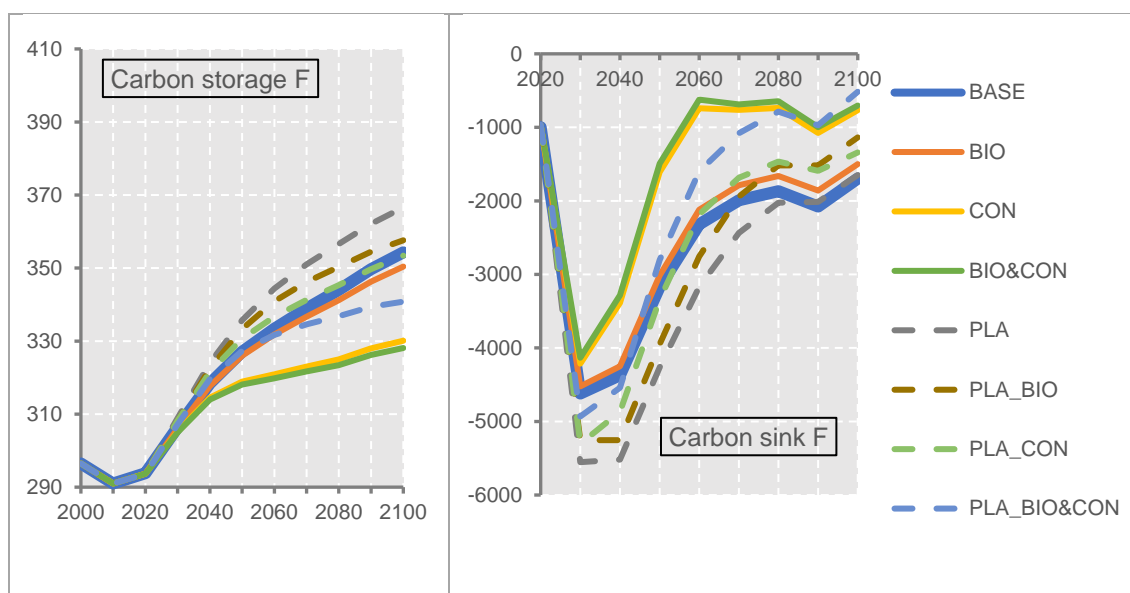 410
390
370
350
330
310
290
Carbon storage F
2000 2020 2040 2060 2080 2100
0
-1000
-2000
-3000
-4000
-5000
-6000
2020 2040 2060 2080 2100
Carbon sink F
BASE
BIO
CON
BIO&CON
PLA
PLA_BIO
PLA_CON
PLA_BIO&CON